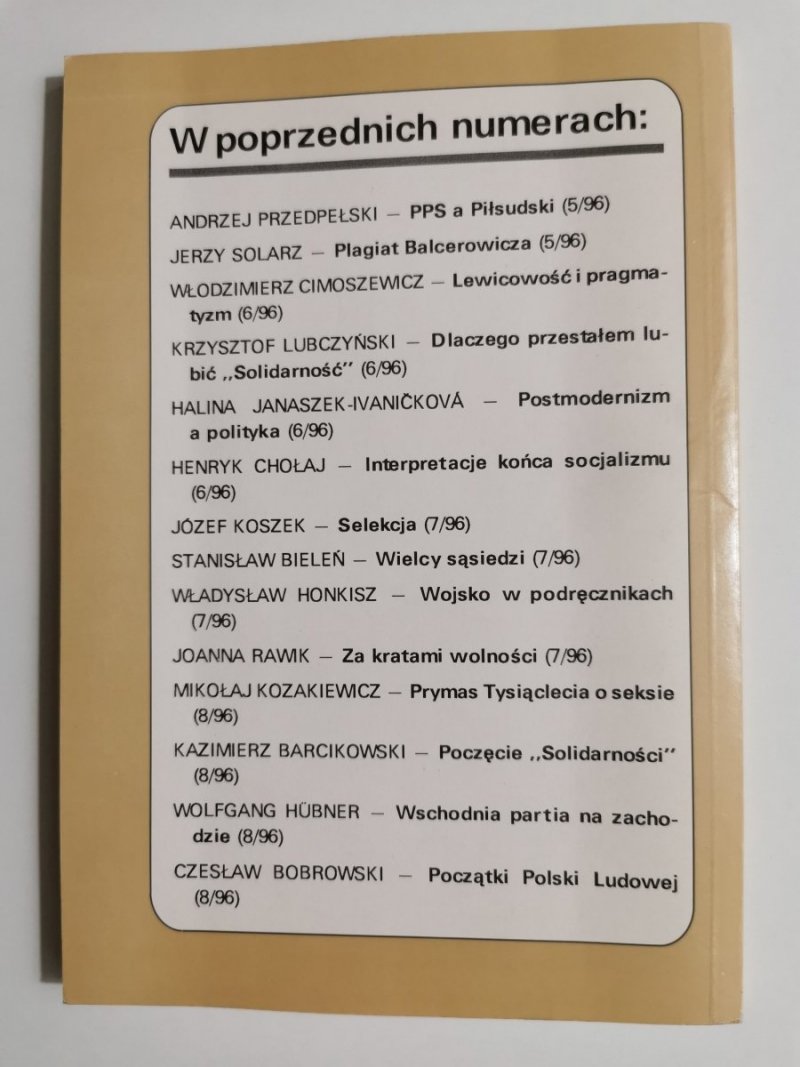 W poprzednich numerach:
ANDRZEJ PRZEDPEŁSKI — PPS a Piłsudski (5/96)
JERZY SOLARZ — Plagiat Balcerowicza (5/96)
WŁODZIMIERZ CIMOSZEWICZ — Lewicowość i pragma-
tyzm (6/96)
KRZYSZTOF LUBCZYŃSKI — Dlaczego przestałem lu-
bić „Solidarność” (6/96)
HALINA JANASZEK-IVANIČKOVÁ — Postmodernizm
a polityka (6/96)
HENRYK CHOŁAJ — Interpretacje końca socjalizmu
(6/96)
JÓZEF KOSZEK — Selekcja (7/96)
STANISŁAW BIELEŃ — Wielcy sąsiedzi (7/96)
WŁADYSŁAW HONKISZ — Wojsko w podręcznikach
(7/96)
JOANNA RAWIK — Za kratami wolności (7/96)
MIKOŁAJ KOZAKIEWICZ — Prymas Tysiąclecia o seksie
(8/96)
KAZIMIERZ BARCIKOWSKI — Poczęcie „Solidarności”
(8/96)
WOLFGANG HÜBNER — Wschodnia partia na zacho-
dzie (8/96)
CZESŁAW BOBROWSKI — Początki Polski Ludowej
(8/96)